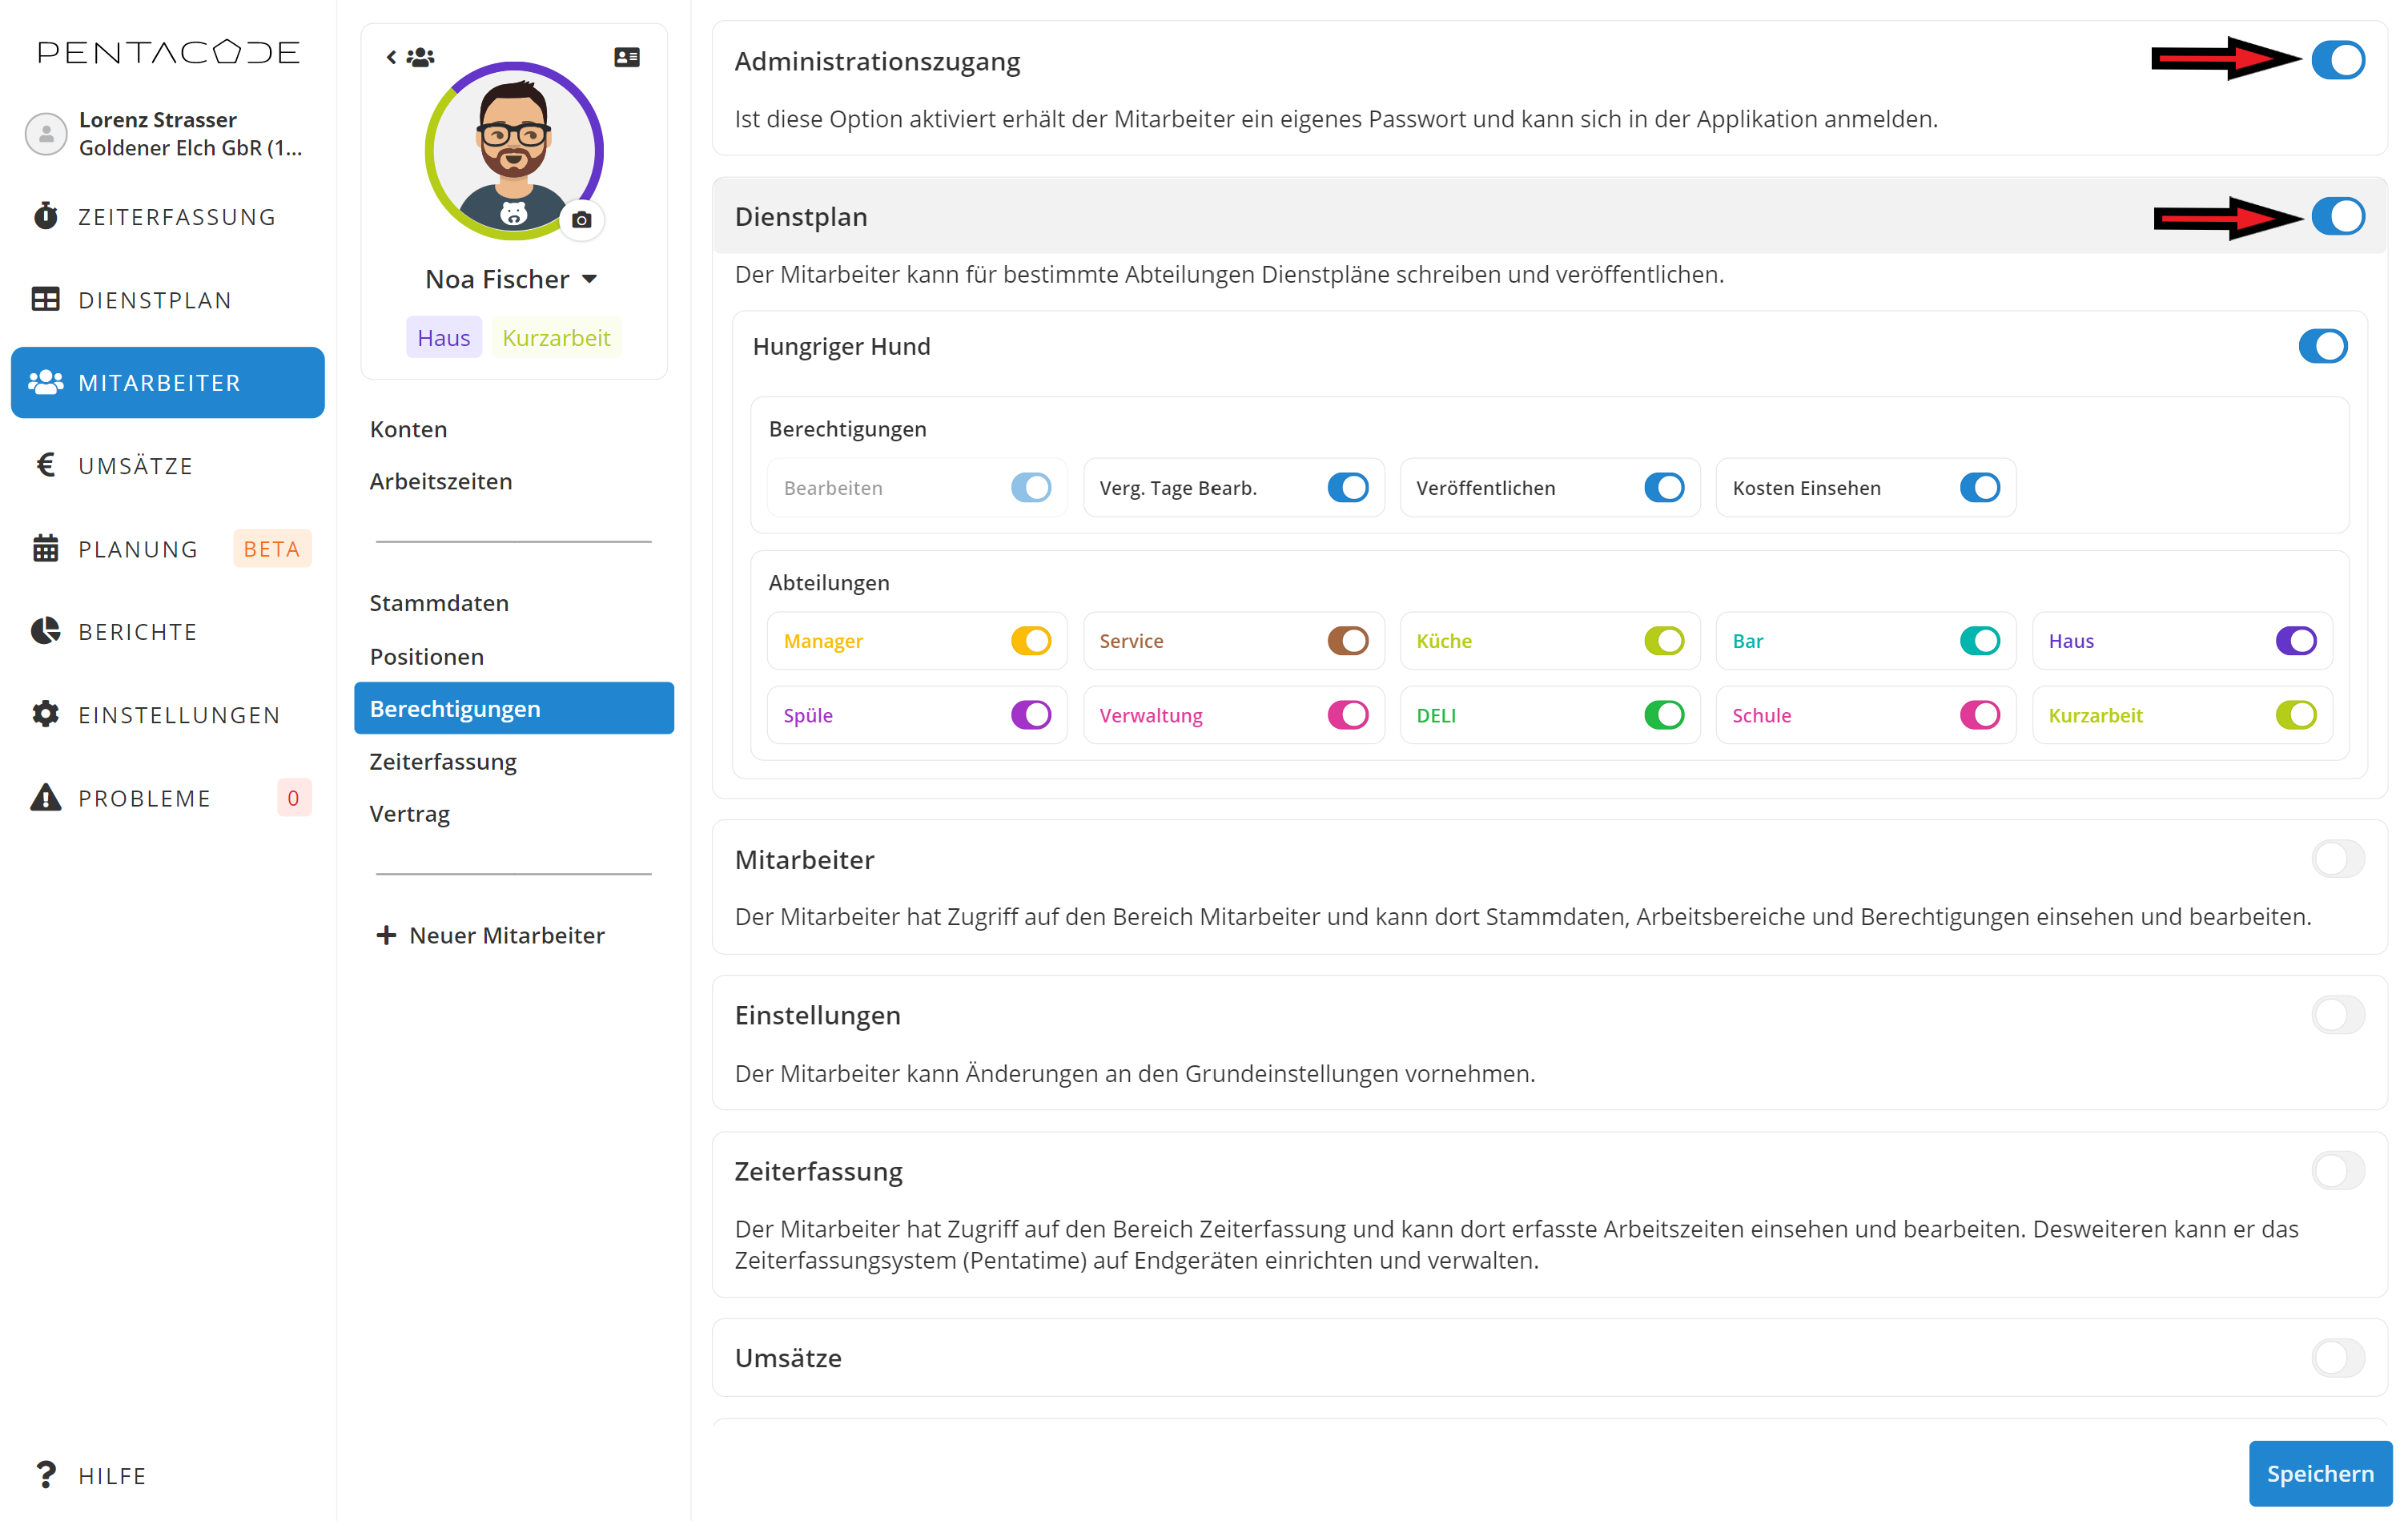 PENTACODE
Lorenz Strasser
Goldener Elch GbR (1...
ZEITERFASSUNG
DIENSTPLAN
MITARBEITER
UMSÄTZE
PLANUNG BETA
BERICHTE
EINSTELLUNGEN
PROBLEME 0
HILFE
Noa Fischer
Haus Kurzarbeit
Konten
Arbeitszeiten
Stammdaten
Positionen
Berechtigungen
Zeiterfassung
Vertrag
Neuer Mitarbeiter
Administrationszugang
Ist diese Option aktiviert erhält der Mitarbeiter ein eigenes Passwort und kann sich in der Applikation anmelden.
Dienstplan
Der Mitarbeiter kann für bestimmte Abteilungen Dienstpläne schreiben und veröffentlichen.
Hungriger Hund
Berechtigungen
Bearbeiten Verg. Tage Bearb. Veröffentlichen Kosten Einsehen
Abteilungen
Manager Service Küche Bar Haus
Spüle Verwaltung DELI Schule Kurzarbeit
Mitarbeiter
Der Mitarbeiter hat Zugriff auf den Bereich Mitarbeiter und kann dort Stammdaten, Arbeitsbereiche und Berechtigungen einsehen und bearbeiten.
Einstellungen
Der Mitarbeiter kann Änderungen an den Grundeinstellungen vornehmen.
Zeiterfassung
Der Mitarbeiter hat Zugriff auf den Bereich Zeiterfassung und kann dort erfasste Arbeitszeiten einsehen und bearbeiten. Desweiteren kann er das
Zeiterfassungsystem (Pentatime) auf Endgeräten einrichten und verwalten.
Umsätze
Speichern